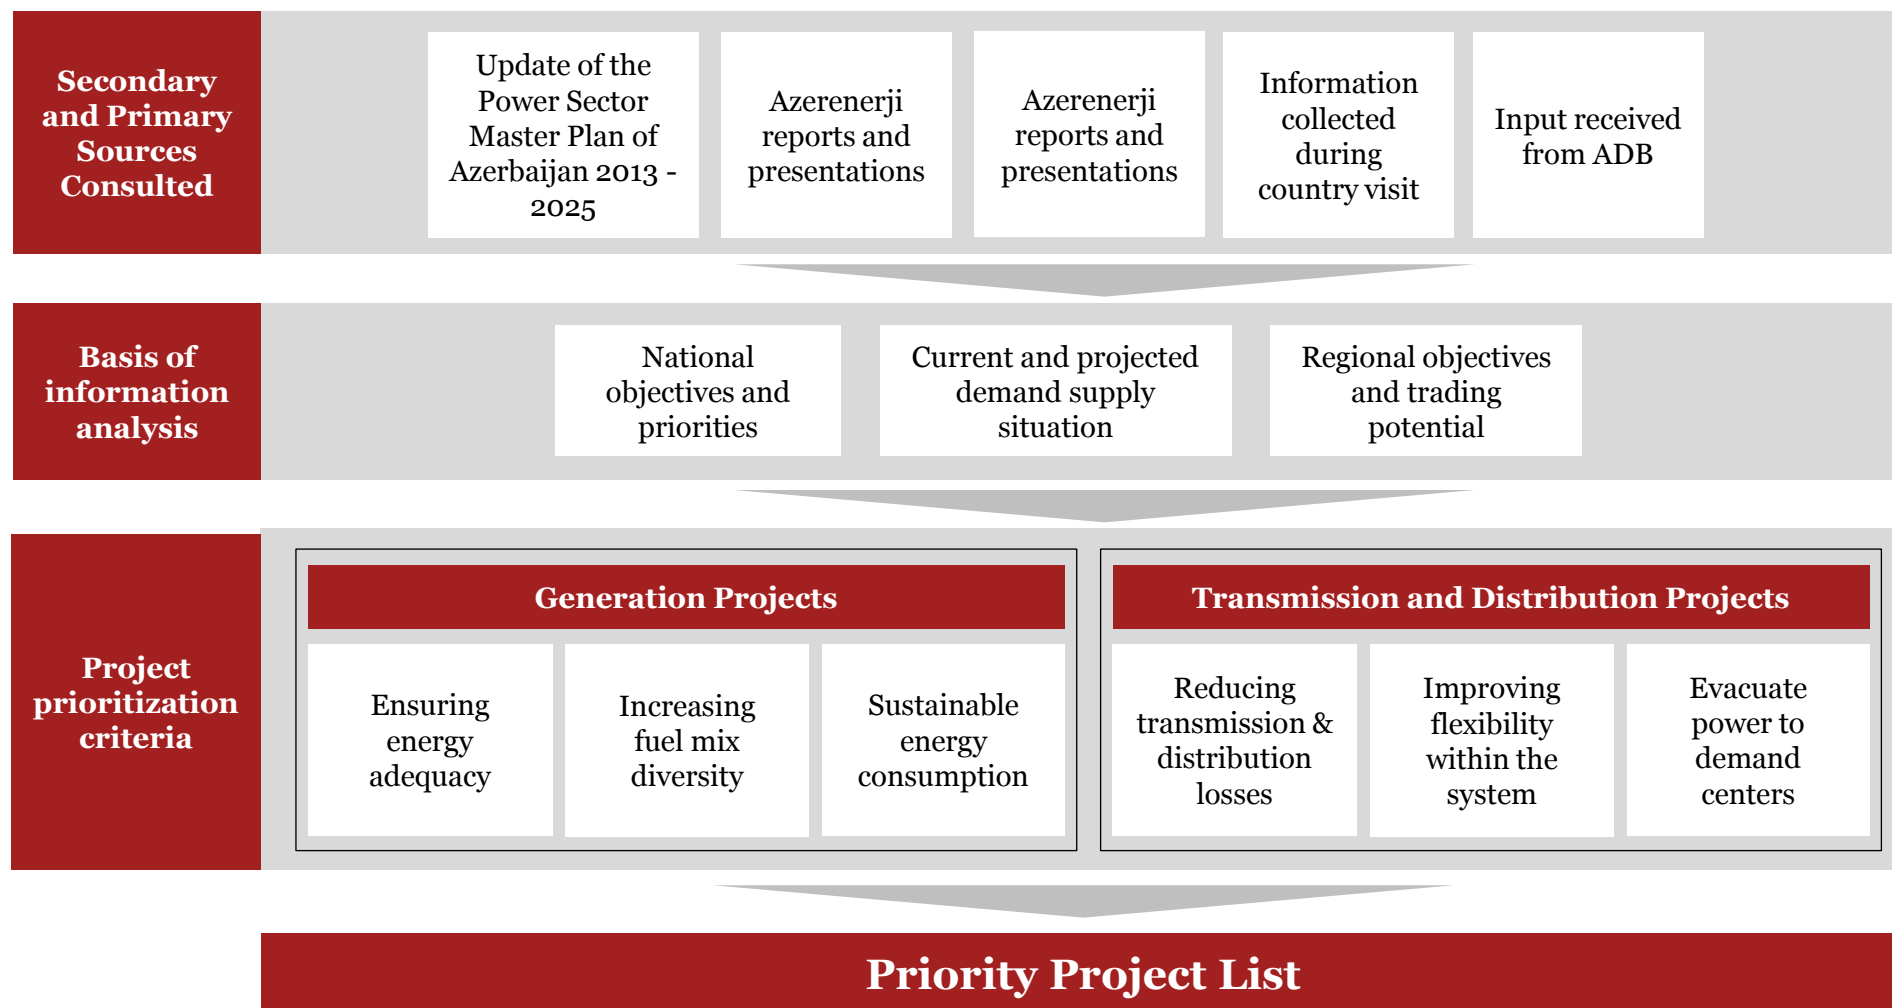 Secondary
and Primary
Sources
Consulted
Update of the
Power Sector
Master Plan of
Azerbaijan 2013 -
2025
Azerenerji
reports and
presentations
Azerenerji
reports and
presentations
Information
collected
during
country visit
Input received
from ADB
Basis of
information
analysis
National
objectives and
priorities
Current and projected
demand supply
situation
Regional objectives
and trading
potential
Project
prioritization
criteria
Generation Projects
Ensuring
energy
adequacy
Increasing
fuel mix
diversity
Sustainable
energy
consumption
Transmission and Distribution Projects
Reducing
transmission &
distribution
losses
Improving
flexibility
within the
system
Evacuate
power to
demand
centers
Priority Project List